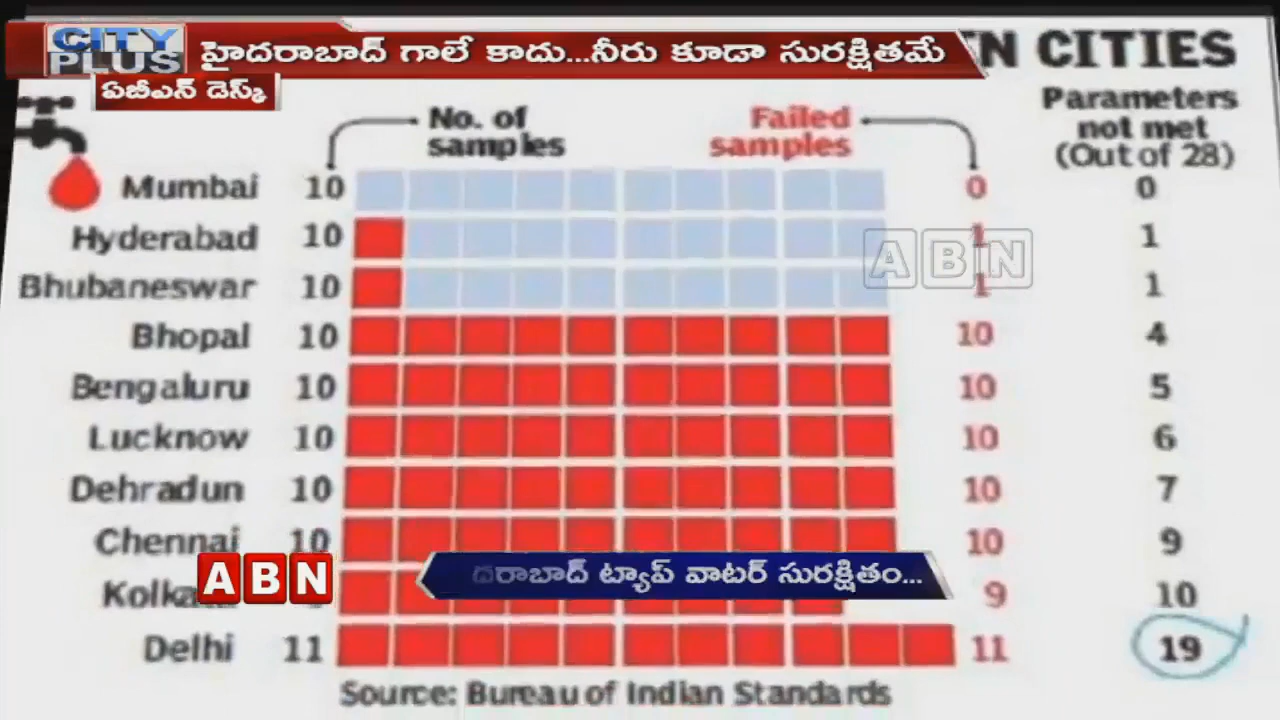 CITY PLUS
హైదరాబాద్ గాలే కాదు...నీరు కూడా సురక్షితమే
ఏబీఎన్ డెస్క్
CITIES
No. of samples
Failed samples
Parameters not met (Out of 28)
Mumbai 10 0 0
Hyderabad 10 1 1
Bhubaneswar 10 1 1
Bhopal 10 10 4
Bengaluru 10 10 5
Lucknow 10 10 6
Dehradun 10 10 7
Chennai 10 10 9
9 10
Delhi 11 11 19
Source: Bureau of Indian Standards
ABN
ABN
దరాబాద్ ట్యాప్ వాటర్ సురక్షితం...